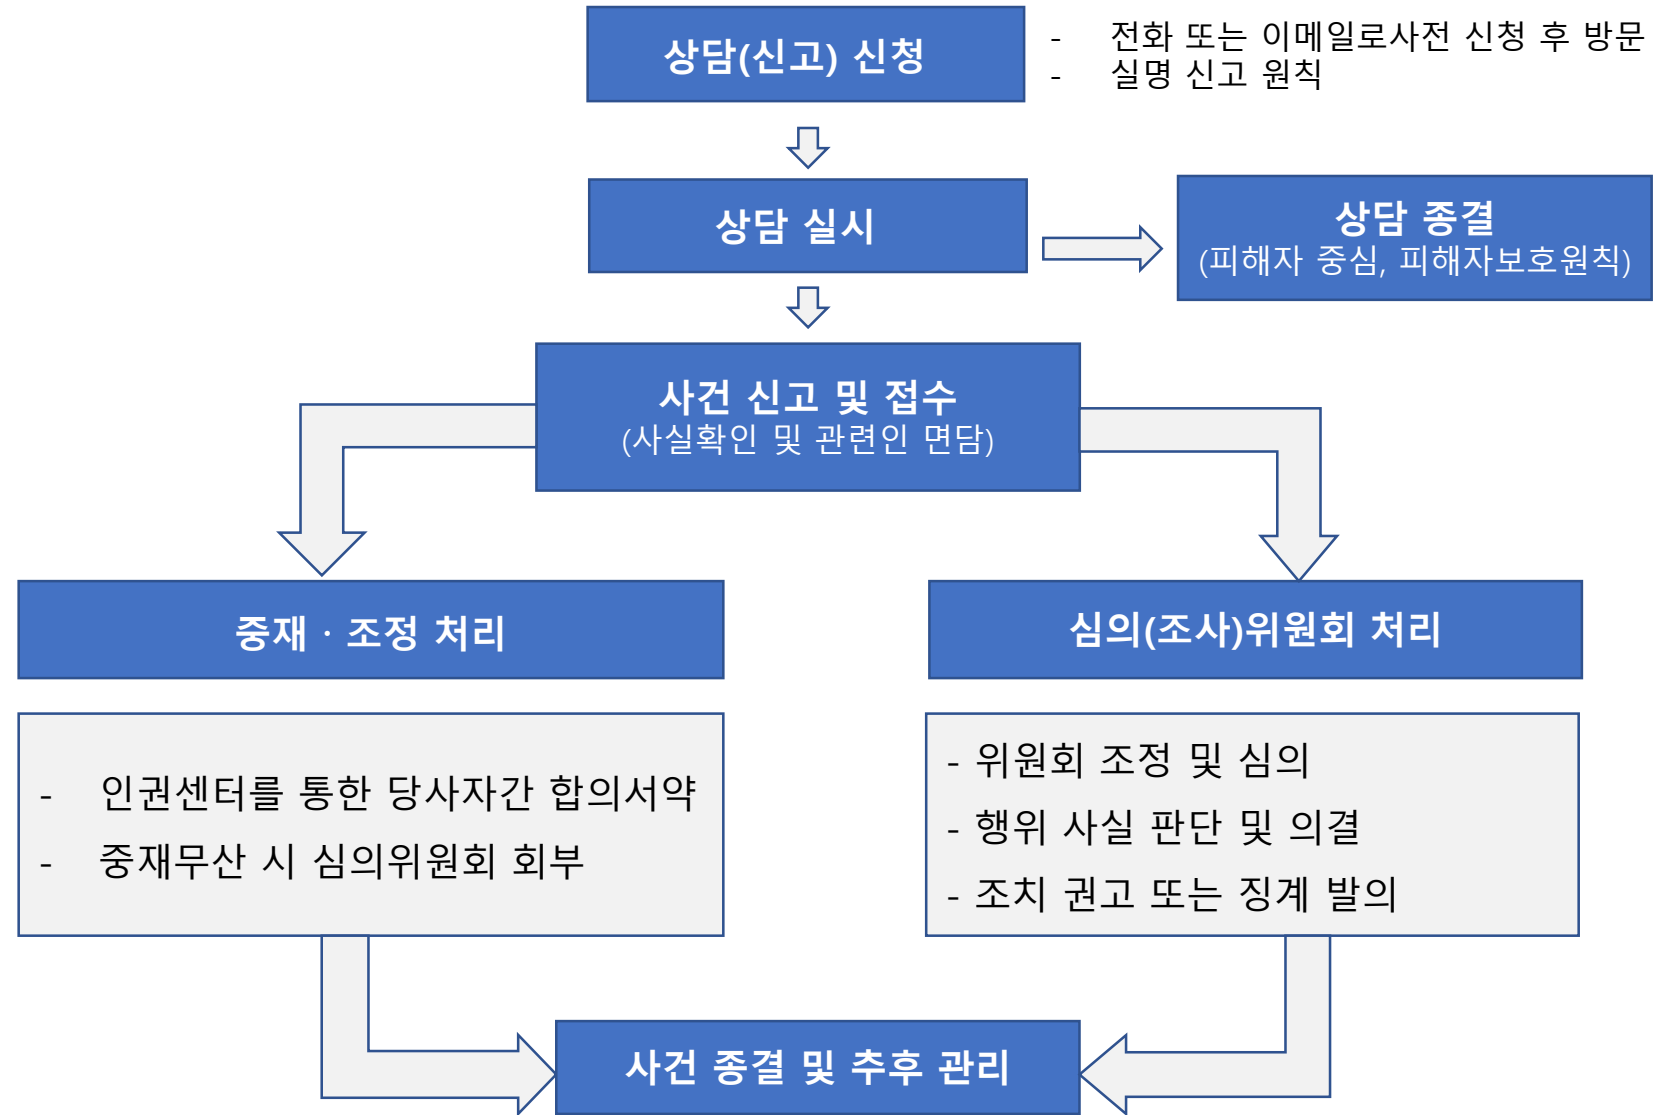 상담(신고) 신청
- 전화 또는 이메일로사전 신청 후 방문
- 실명 신고 원칙
상담 실시
상담 종결
(피해자 중심, 피해자보호원칙)
사건 신고 및 접수
(사실확인 및 관련인 면담)
중재 · 조정 처리
- 인권센터를 통한 당사자간 합의서약
- 중재무산 시 심의위원회 회부
심의(조사)위원회 처리
- 위원회 조정 및 심의
- 행위 사실 판단 및 의결
- 조치 권고 또는 징계 발의
사건 종결 및 추후 관리